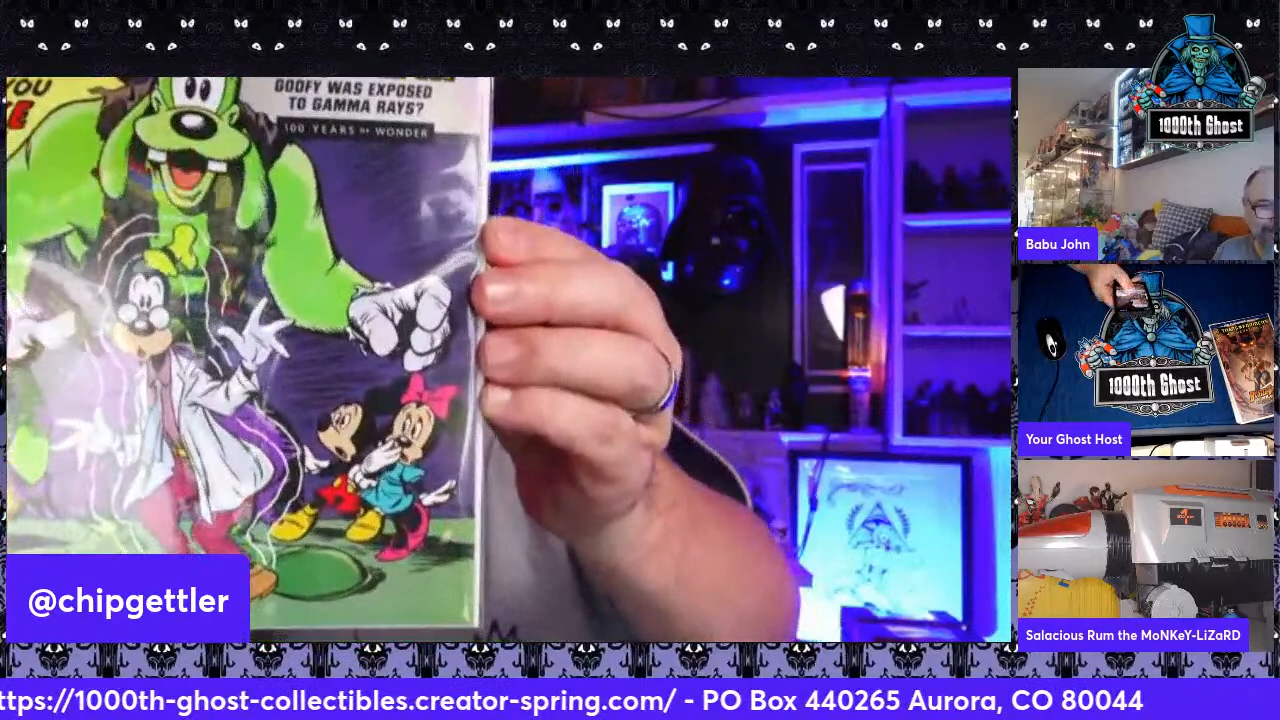 YOU
GOOFY WAS EXPOSED
TO GAMMA RAYS?
100 YEARS OF WONDER
@chipgettler
1000th Ghost
Babu John
1000th Ghost
Your Ghost Host
Salacious Rum the MoNKeY-LiZaRD
ttps://1000th-ghost-collectibles.creator-spring.com/ - PO Box 440265 Aurora, CO 80044